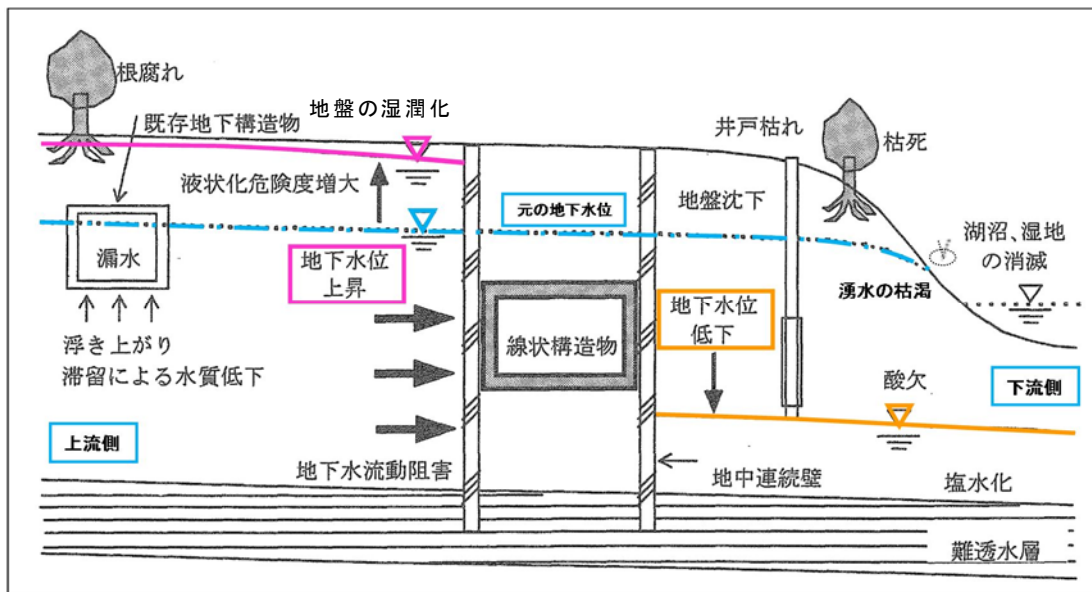 根腐れ
既存地下構造物
地盤の湿潤化
井戸枯れ
枯死
液状化危険度増大
元の地下水位
地盤沈下
漏水
地下水位
上昇
湖沼、湿地
の消滅
湧水の枯渇
線状構造物
地下水位
低下
浮き上がり
滞留による水質低下
酸欠
下流側
上流側
地下水流動阻害
地中連続壁
塩水化
難透水層